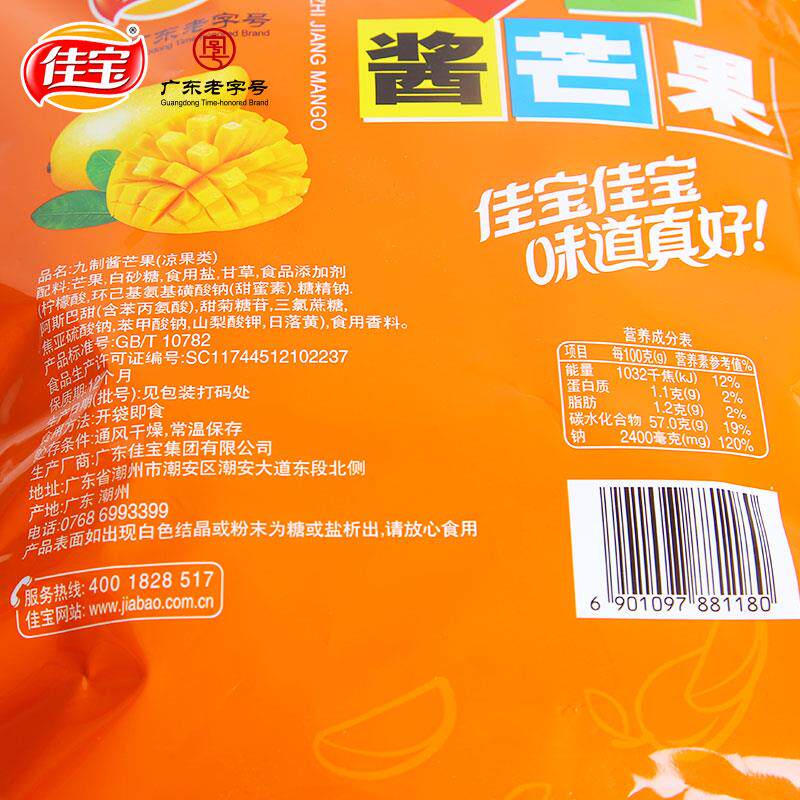 佳宝
广东老字号
Guangdong Time-honored Brand
广东老字号
Time-honored Brand
ZHI JIANG MANGO
酱芒果
佳宝佳宝
味道真好!
品名:九制酱芒果(凉果类)
配料:芒果,白砂糖,食用盐,甘草,食品添加剂
(柠檬酸,环己基氨基磺酸钠(甜蜜素).糖精钠.
阿斯巴甜(含苯丙氨酸),甜菊糖苷,三氯蔗糖,
焦亚硫酸钠,苯甲酸钠,山梨酸钾,日落黄),食用香料。
产品标准号:GB/T 10782
食品生产许可证编号:SC11744512102237
保质期:12个月
生产日期(批号):见包装打码处
食用方法:开袋即食
贮存条件:通风干燥,常温保存
生产厂商:广东佳宝集团有限公司
地址:广东省潮州市潮安区潮安大道东段北侧
产地:广东 潮州
电话:0768 6993399
产品表面如出现白色结晶或粉末为糖或盐析出,请放心食用
服务热线: 400 1828 517
佳宝网站: www.jiabao.com.cn
营养成分表
项目 每100克(g) 营养素参考值%
能量 1032千焦(kJ) 12%
蛋白质 1.1克(g) 2%
脂肪 1.2克(g) 2%
碳水化合物 57.0克(g) 19%
钠 2400毫克(mg) 120%
6 901097 881180